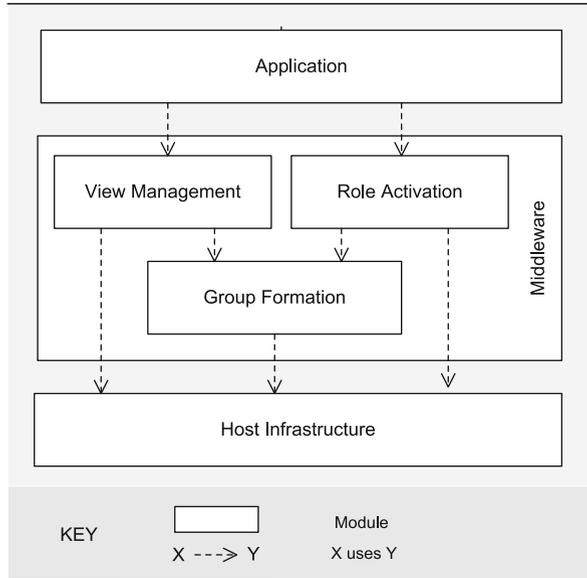 Application
View Management
Role Activation
Middleware
Group Formation
Host Infrastructure
KEY
Module
X ----> Y
X uses Y